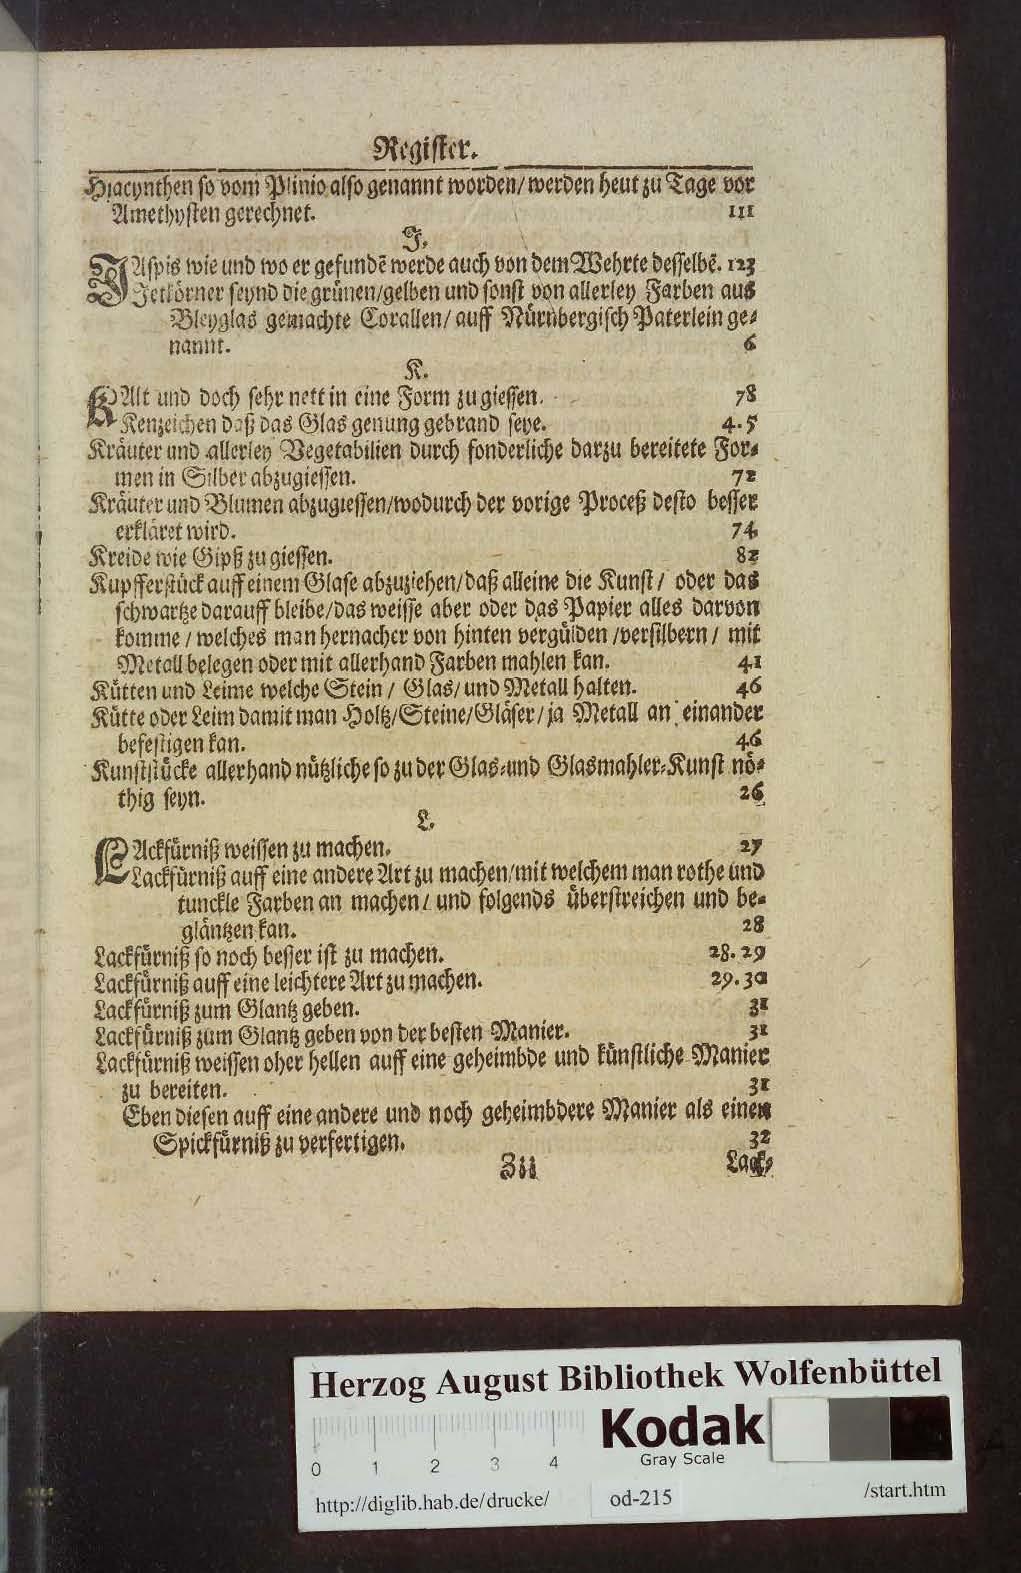 Register.
Hiacynthen so vom Plinio also genannt worden/ werden heut zu Tage vor
Amethysten gerechnet. 111
J.
JAspis wie und wo er gefundē werde auch von dem Wehrte desselbē. 123
Jetkörner seynd die grünen/gelben und sonst von allerley Farben aus
Bleyglas gemachte Corallen/ auff Nürnbergisch Paterlein ge-
nannt. 6
K.
KAlt und doch sehr nett in eine Form zu giessen. 78
Kenzeichen daß das Glas genung gebrand seye. 4.5
Kräuter und allerley Vegetabilien durch sonderliche darzu bereitete For-
men in Silber abzugiessen. 72
Kräuter und Blumen abzugiessen/wodurch der vorige Proceß desto besser
erkläret wird. 74
Kreide wie Gipß zu giessen. 82
Kupfferstück auff einem Glase abzuziehen/daß alleine die Kunst/ oder das
schwartze darauff bleibe/das weisse aber oder das Papier alles darvon
komme/ welches man hernacher von hinten vergülden/versilbern/ mit
Metall belegen oder mit allerhand Farben mahlen kan. 41
Kütten und Leime welche Stein/ Glas/ und Metall halten. 46
Kütte oder Leim damit man Holtz/Steine/Gläser/ja Metall an einander
befestigen kan. 46
Kunststücke allerhand nützliche so zu der Glas-und Glasmahler-Kunst nö-
thig seyn. 26
L.
LAckfürniß weissen zu machen. 27
Lackfürniß auff eine andere Art zu machen/mit welchem man rothe und
tunckle Farben an machen/ und folgends überstreichen und be-
gläntzen kan. 28
Lackfürniß so noch besser ist zu machen. 28.29
Lackfürniß auff eine leichtere Art zu machen. 29.30
Lackfürniß zum Glantz geben. 31
Lackfürniß zum Glantz geben von der besten Manier. 31
Lackfürniß weissen oher hellen auff eine geheimbde und künstliche Manier
zu bereiten. 31
Eben diesen auff eine andere und noch geheimbdere Manier als einen
Spickfürniß zu verfertigen. 32
Z ii Lack-
Herzog August Bibliothek Wolfenbüttel
Kodak
Gray Scale
0 1 2 3 4
http://diglib.hab.de/drucke/ od-215 /start.htm